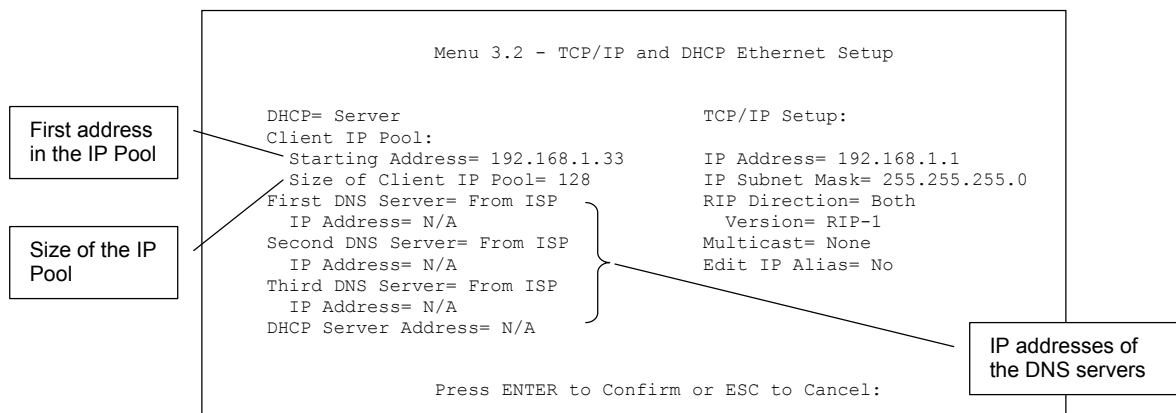 Menu 3.2 - TCP/IP and DHCP Ethernet Setup
First address
in the IP Pool
Size of the IP
Pool
DHCP= Server
Client IP Pool:
Starting Address= 192.168.1.33
Size of Client IP Pool= 128
First DNS Server= From ISP
IP Address= N/A
Second DNS Server= From ISP
IP Address= N/A
Third DNS Server= From ISP
IP Address= N/A
DHCP Server Address= N/A
TCP/IP Setup:
IP Address= 192.168.1.1
IP Subnet Mask= 255.255.255.0
RIP Direction= Both
Version= RIP-1
Multicast= None
Edit IP Alias= No
IP addresses of
the DNS servers
Press ENTER to Confirm or ESC to Cancel: